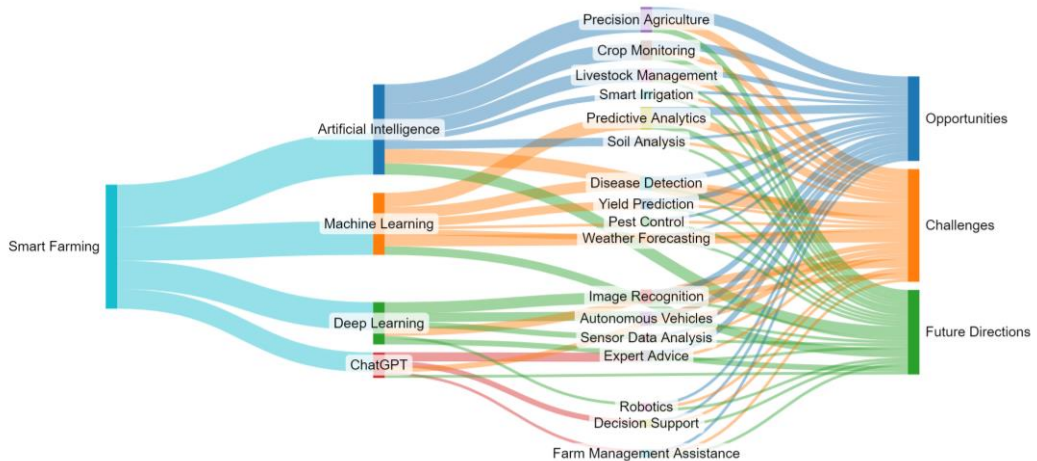 Smart Farming
Artificial Intelligence
Machine Learning
Deep Learning
ChatGPT
Precision Agriculture
Crop Monitoring
Livestock Management
Smart Irrigation
Predictive Analytics
Soil Analysis
Disease Detection
Yield Prediction
Pest Control
Weather Forecasting
Image Recognition
Autonomous Vehicles
Sensor Data Analysis
Expert Advice
Robotics
Decision Support
Farm Management Assistance
Opportunities
Challenges
Future Directions